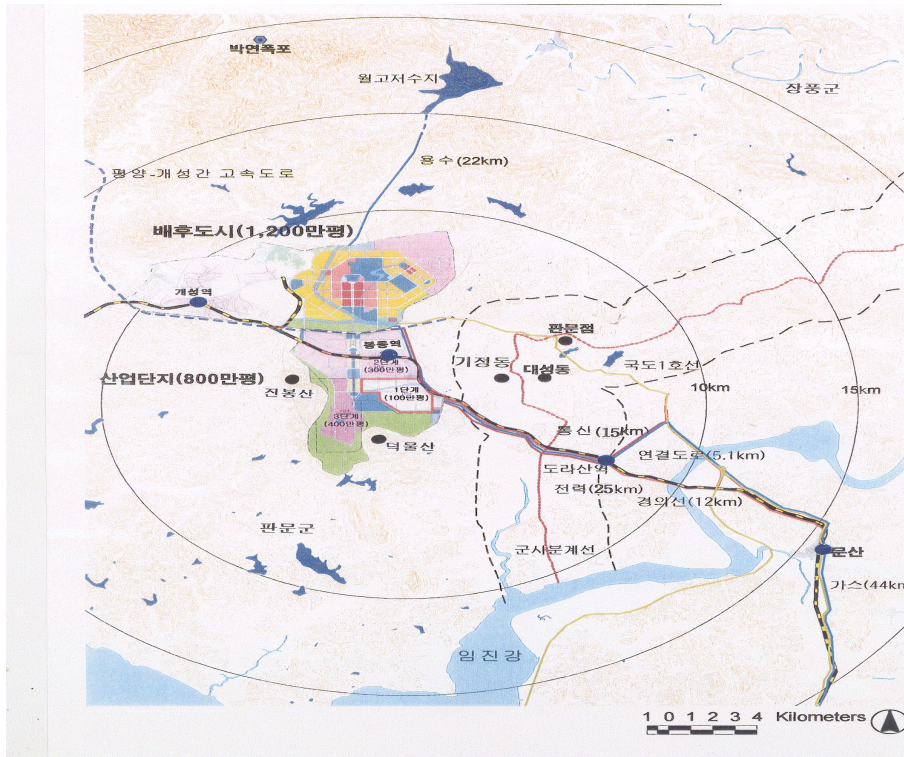 박연폭포
월고저수지
장풍군
용수(22km)
평양-개성간 고속도로
배후도시(1,200만평)
개성역
봉동역
2단계
(300만평)
판문점
기정동
대성동
국도1호선
산업단지(800만평)
진봉산
1단계
(100만평)
10km
15km
3단계
(400만평)
덕물산
통신(15km)
연결도로(5.1km)
도라산역
전력(25km)
경의선(12km)
판문군
군사분계선
문산
가스(44km
임진강
1 0 1 2 3 4 Kilometers